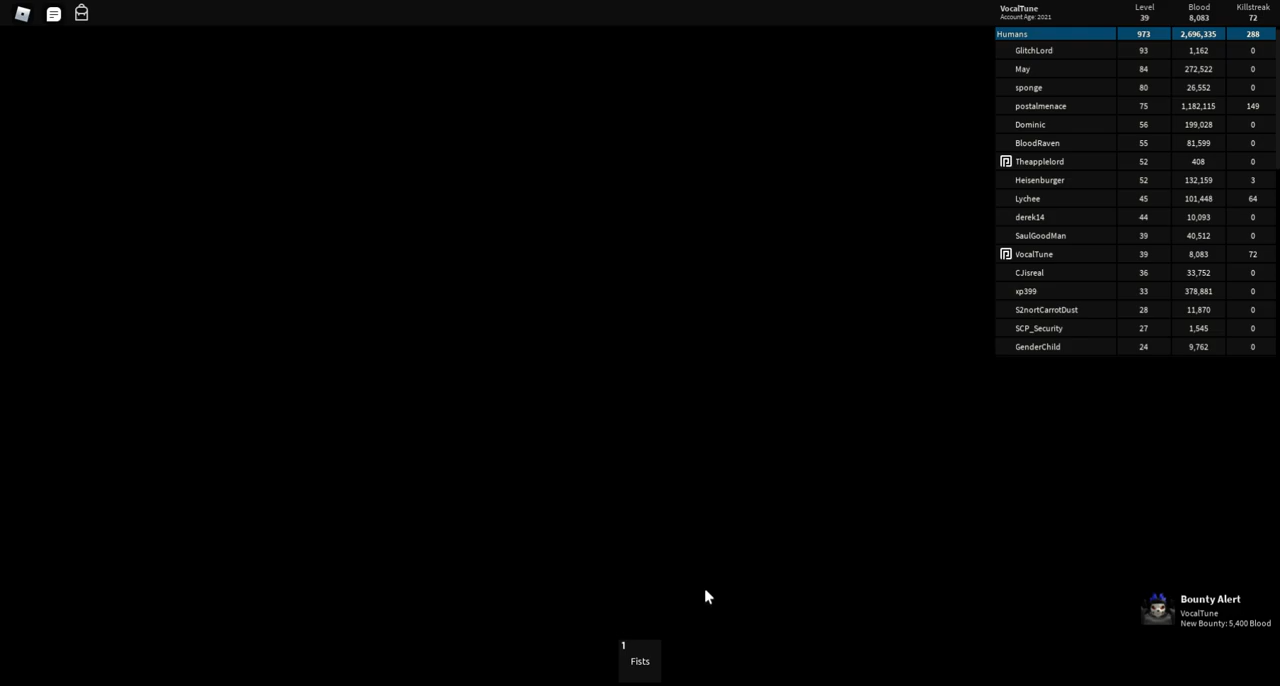 VocalTune Level Blood Killstreak
Account Age: 2021 39 8,083 72
Humans 973 2,696,335 288
GlitchLord 93 1,162 0
May 84 272,522 0
sponge 80 26,552 0
postalmenace 75 1,182,115 149
Dominic 56 199,028 0
BloodRaven 55 81,599 0
Theapplelord 52 408 0
Heisenburger 52 132,159 3
Lychee 45 101,448 64
derek14 44 10,093 0
SaulGoodMan 39 40,512 0
VocalTune 39 8,083 72
CJisreal 36 33,752 0
xp399 33 378,881 0
S2nortCarrotDust 28 11,870 0
SCP_Security 27 1,545 0
GenderChild 24 9,762 0
Bounty Alert
VocalTune
New Bounty: 5,400 Blood
1
Fists